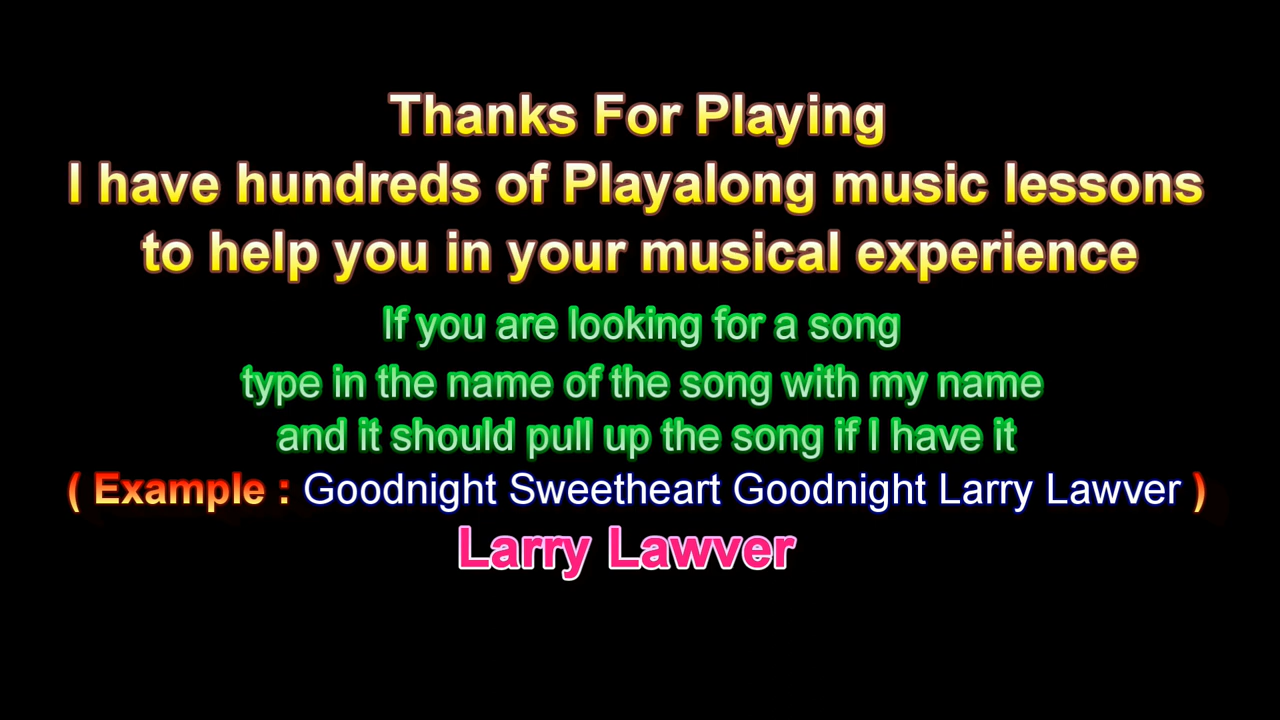 Thanks For Playing
I have hundreds of Playalong music lessons
to help you in your musical experience
If you are looking for a song
type in the name of the song with my name
and it should pull up the song if I have it
( Example : Goodnight Sweetheart Goodnight Larry Lawver )
Larry Lawver